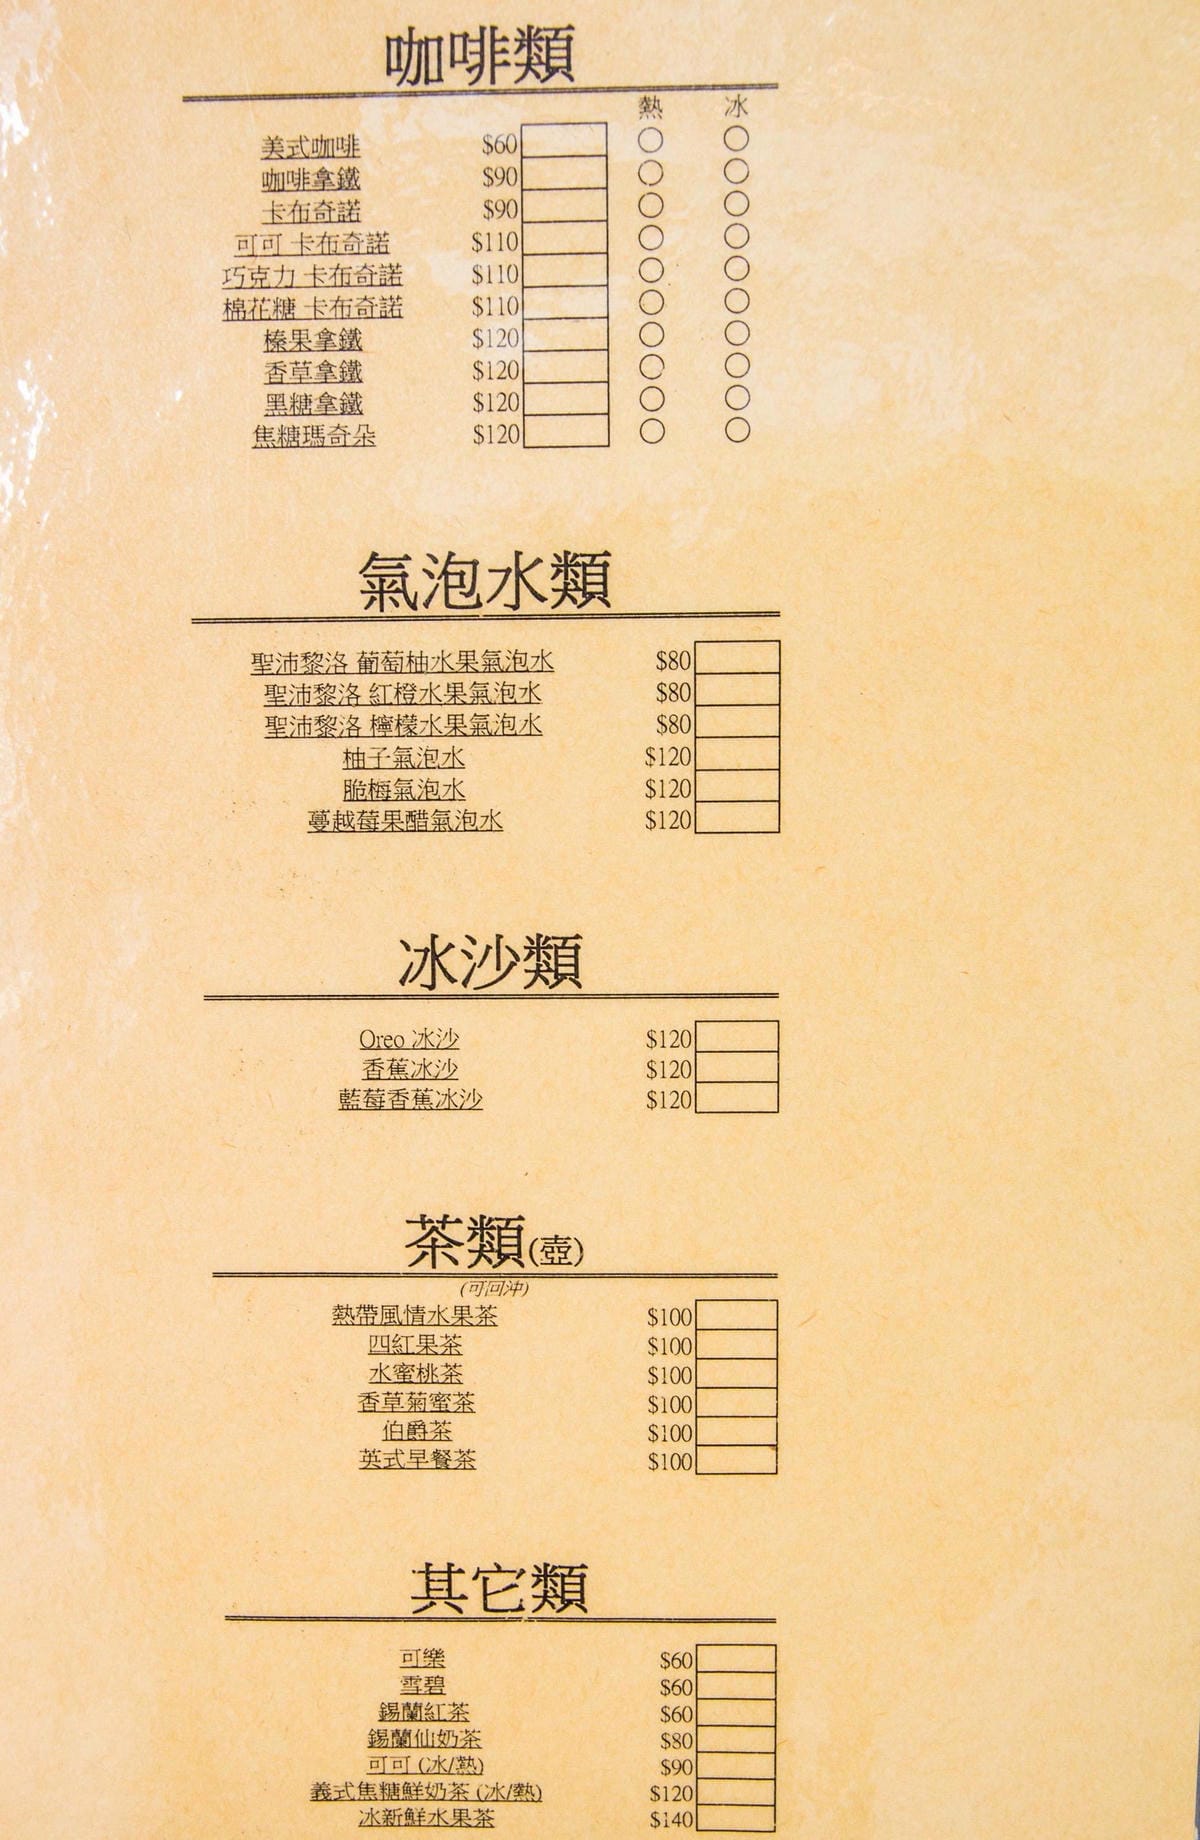 咖啡類
熱 冰
美式咖啡 $60 ○ ○
咖啡拿鐵 $90 ○ ○
卡布奇諾 $90 ○ ○
可可 卡布奇諾 $110 ○ ○
巧克力 卡布奇諾 $110 ○ ○
棉花糖 卡布奇諾 $110 ○ ○
榛果拿鐵 $120 ○ ○
香草拿鐵 $120 ○ ○
黑糖拿鐵 $120 ○ ○
焦糖瑪奇朵 $120 ○ ○
氣泡水類
聖沛黎洛 葡萄柚水果氣泡水 $80
聖沛黎洛 紅橙水果氣泡水 $80
聖沛黎洛 檸檬水果氣泡水 $80
柚子氣泡水 $120
脆梅氣泡水 $120
蔓越莓果醋氣泡水 $120
冰沙類
Oreo 冰沙 $120
香蕉冰沙 $120
藍莓香蕉冰沙 $120
茶類(壺)
(可回沖)
熱帶風情水果茶 $100
四紅果茶 $100
水蜜桃茶 $100
香草菊蜜茶 $100
伯爵茶 $100
英式早餐茶 $100
其它類
可樂 $60
雪碧 $60
錫蘭紅茶 $60
錫蘭仙奶茶 $80
可可 (冰/熱) $90
義式焦糖鮮奶茶 (冰/熱) $120
冰新鮮水果茶 $140